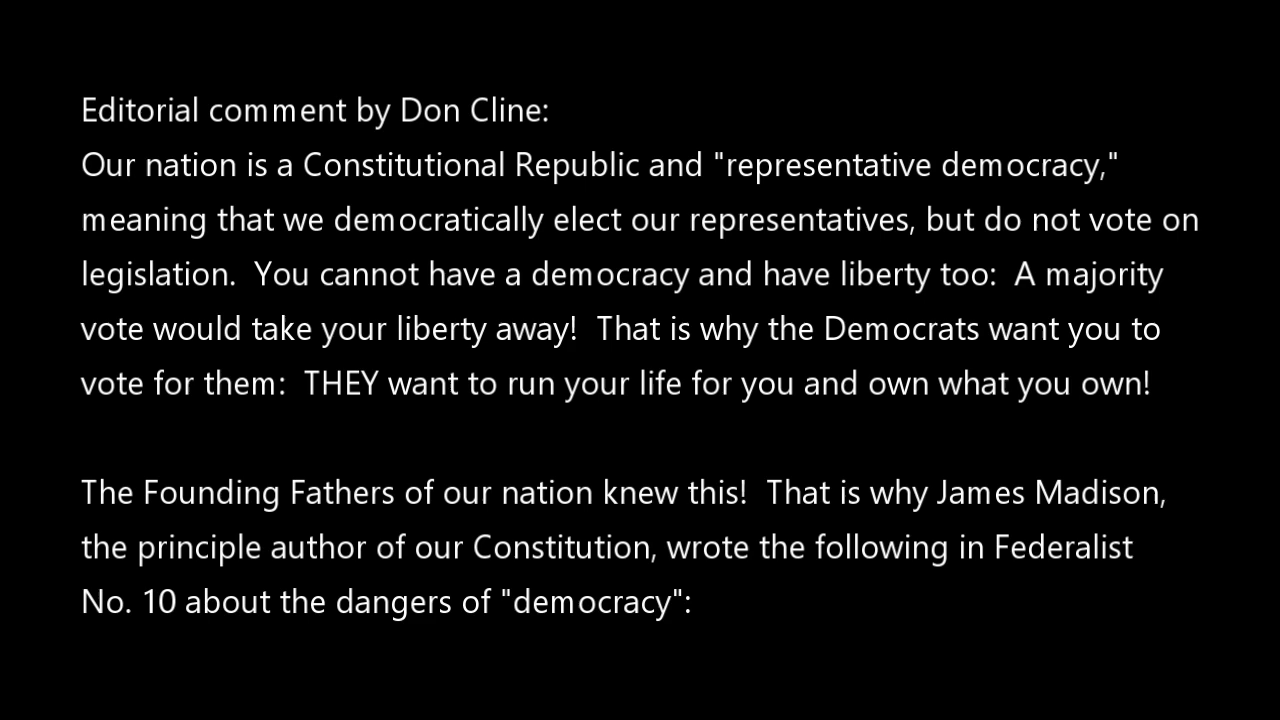 Editorial comment by Don Cline:
Our nation is a Constitutional Republic and "representative democracy,"
meaning that we democratically elect our representatives, but do not vote on
legislation.  You cannot have a democracy and have liberty too:  A majority
vote would take your liberty away!  That is why the Democrats want you to
vote for them:  THEY want to run your life for you and own what you own!

The Founding Fathers of our nation knew this!  That is why James Madison,
the principle author of our Constitution, wrote the following in Federalist
No. 10 about the dangers of "democracy":